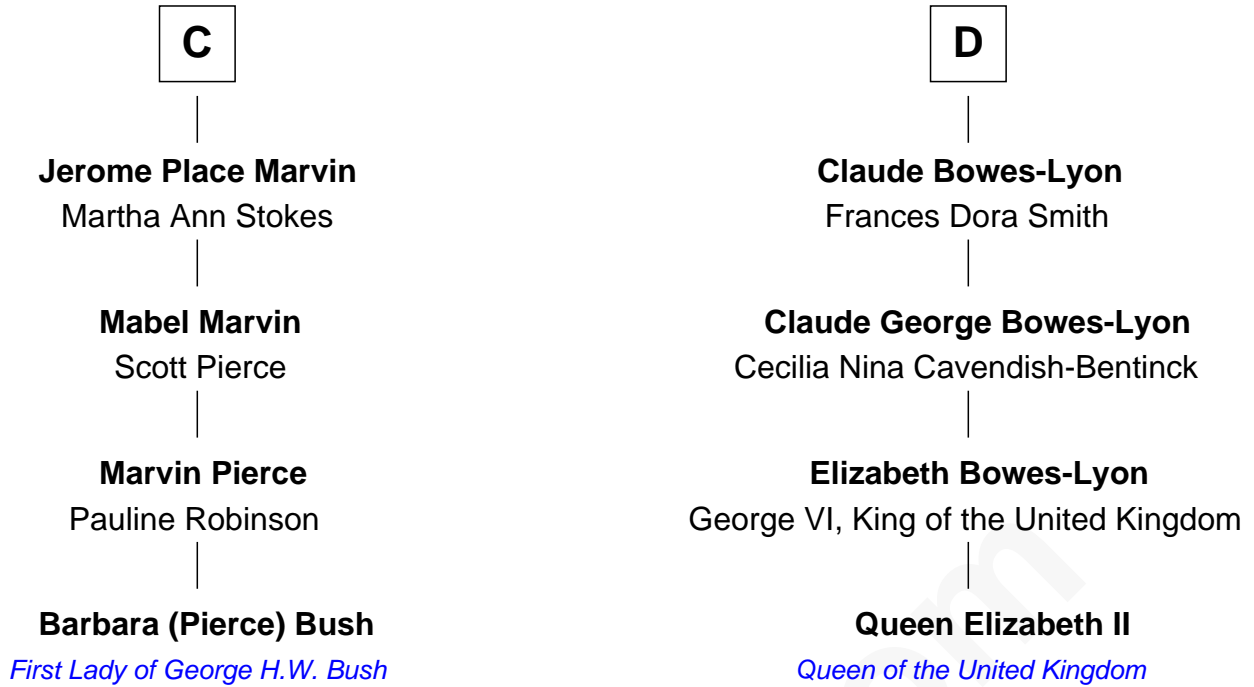 C
Jerome Place Marvin
Martha Ann Stokes
Mabel Marvin
Scott Pierce
Marvin Pierce
Pauline Robinson
Barbara (Pierce) Bush
First Lady of George H.W. Bush
D
Claude Bowes-Lyon
Frances Dora Smith
Claude George Bowes-Lyon
Cecilia Nina Cavendish-Bentinck
Elizabeth Bowes-Lyon
George VI, King of the United Kingdom
Queen Elizabeth II
Queen of the United Kingdom
om